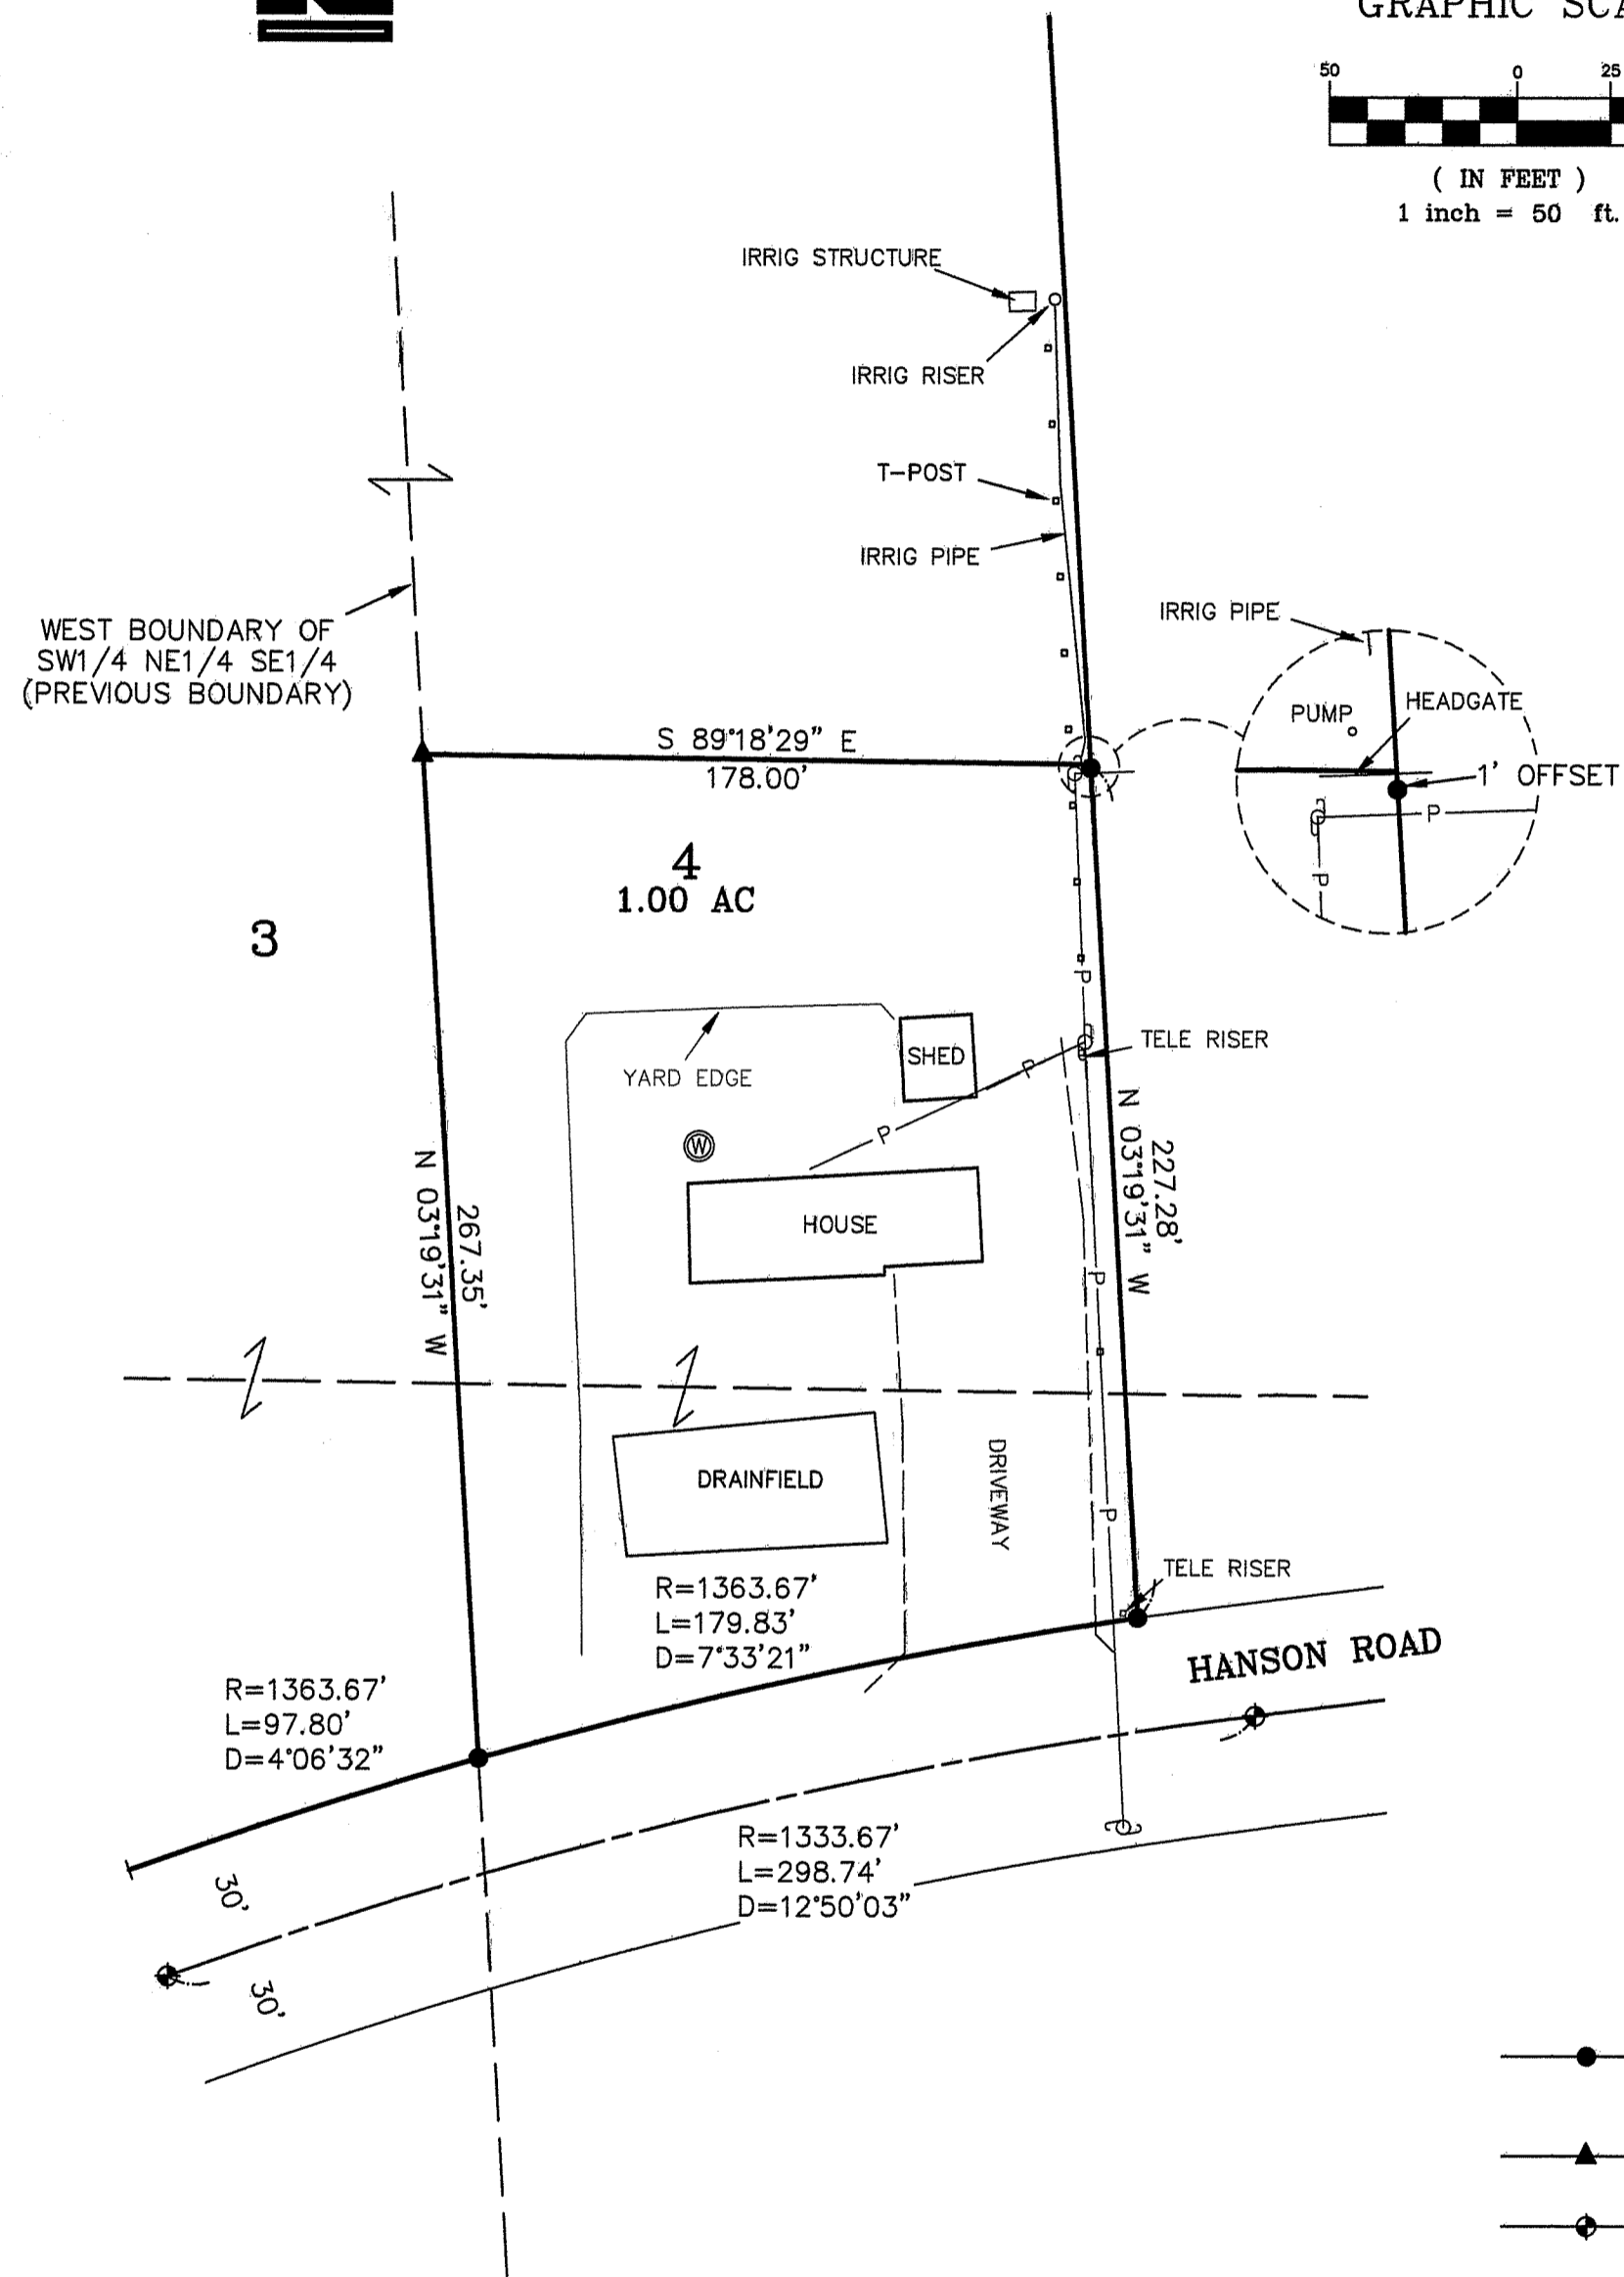 GRAPHIC
50 0 25
( IN FEET )
1 inch = 50 ft.
IRRIG STRUCTURE
IRRIG RISER
T-POST
IRRIG PIPE
WEST BOUNDARY OF
SW1/4 NE1/4 SE1/4
(PREVIOUS BOUNDARY)
IRRIG PIPE
PUMP
HEADGATE
1' OFFSET
P
P
S 89°18'29" E
178.00'
4
1.00 AC
3
P
SHED
TELE RISER
YARD EDGE
P
P
W
HOUSE
N 03°19'31" W
227.28'
N 03°19'31" W
267.35'
P
DRAINFIELD
DRIVEWAY
P
TELE RISER
R=1363.67'
L=179.83'
D=7°33'21"
HANSON ROAD
R=1363.67'
L=97.80'
D=4°06'32"
R=1333.67'
L=298.74'
D=12°50'03"
30'
30'